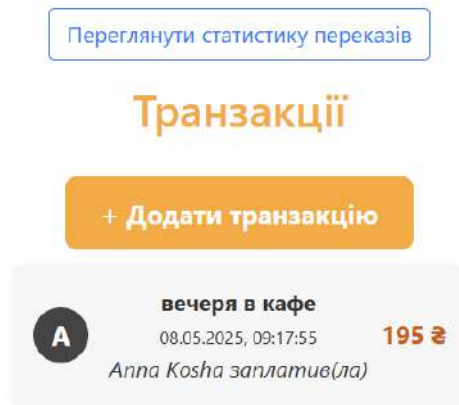 Переглянути статистику переказів
Транзакції
+ Додати транзакцію
вечеря в кафе
A
08.05.2025, 09:17:55
195 ₴
Anna Kosha заплатив(ла)